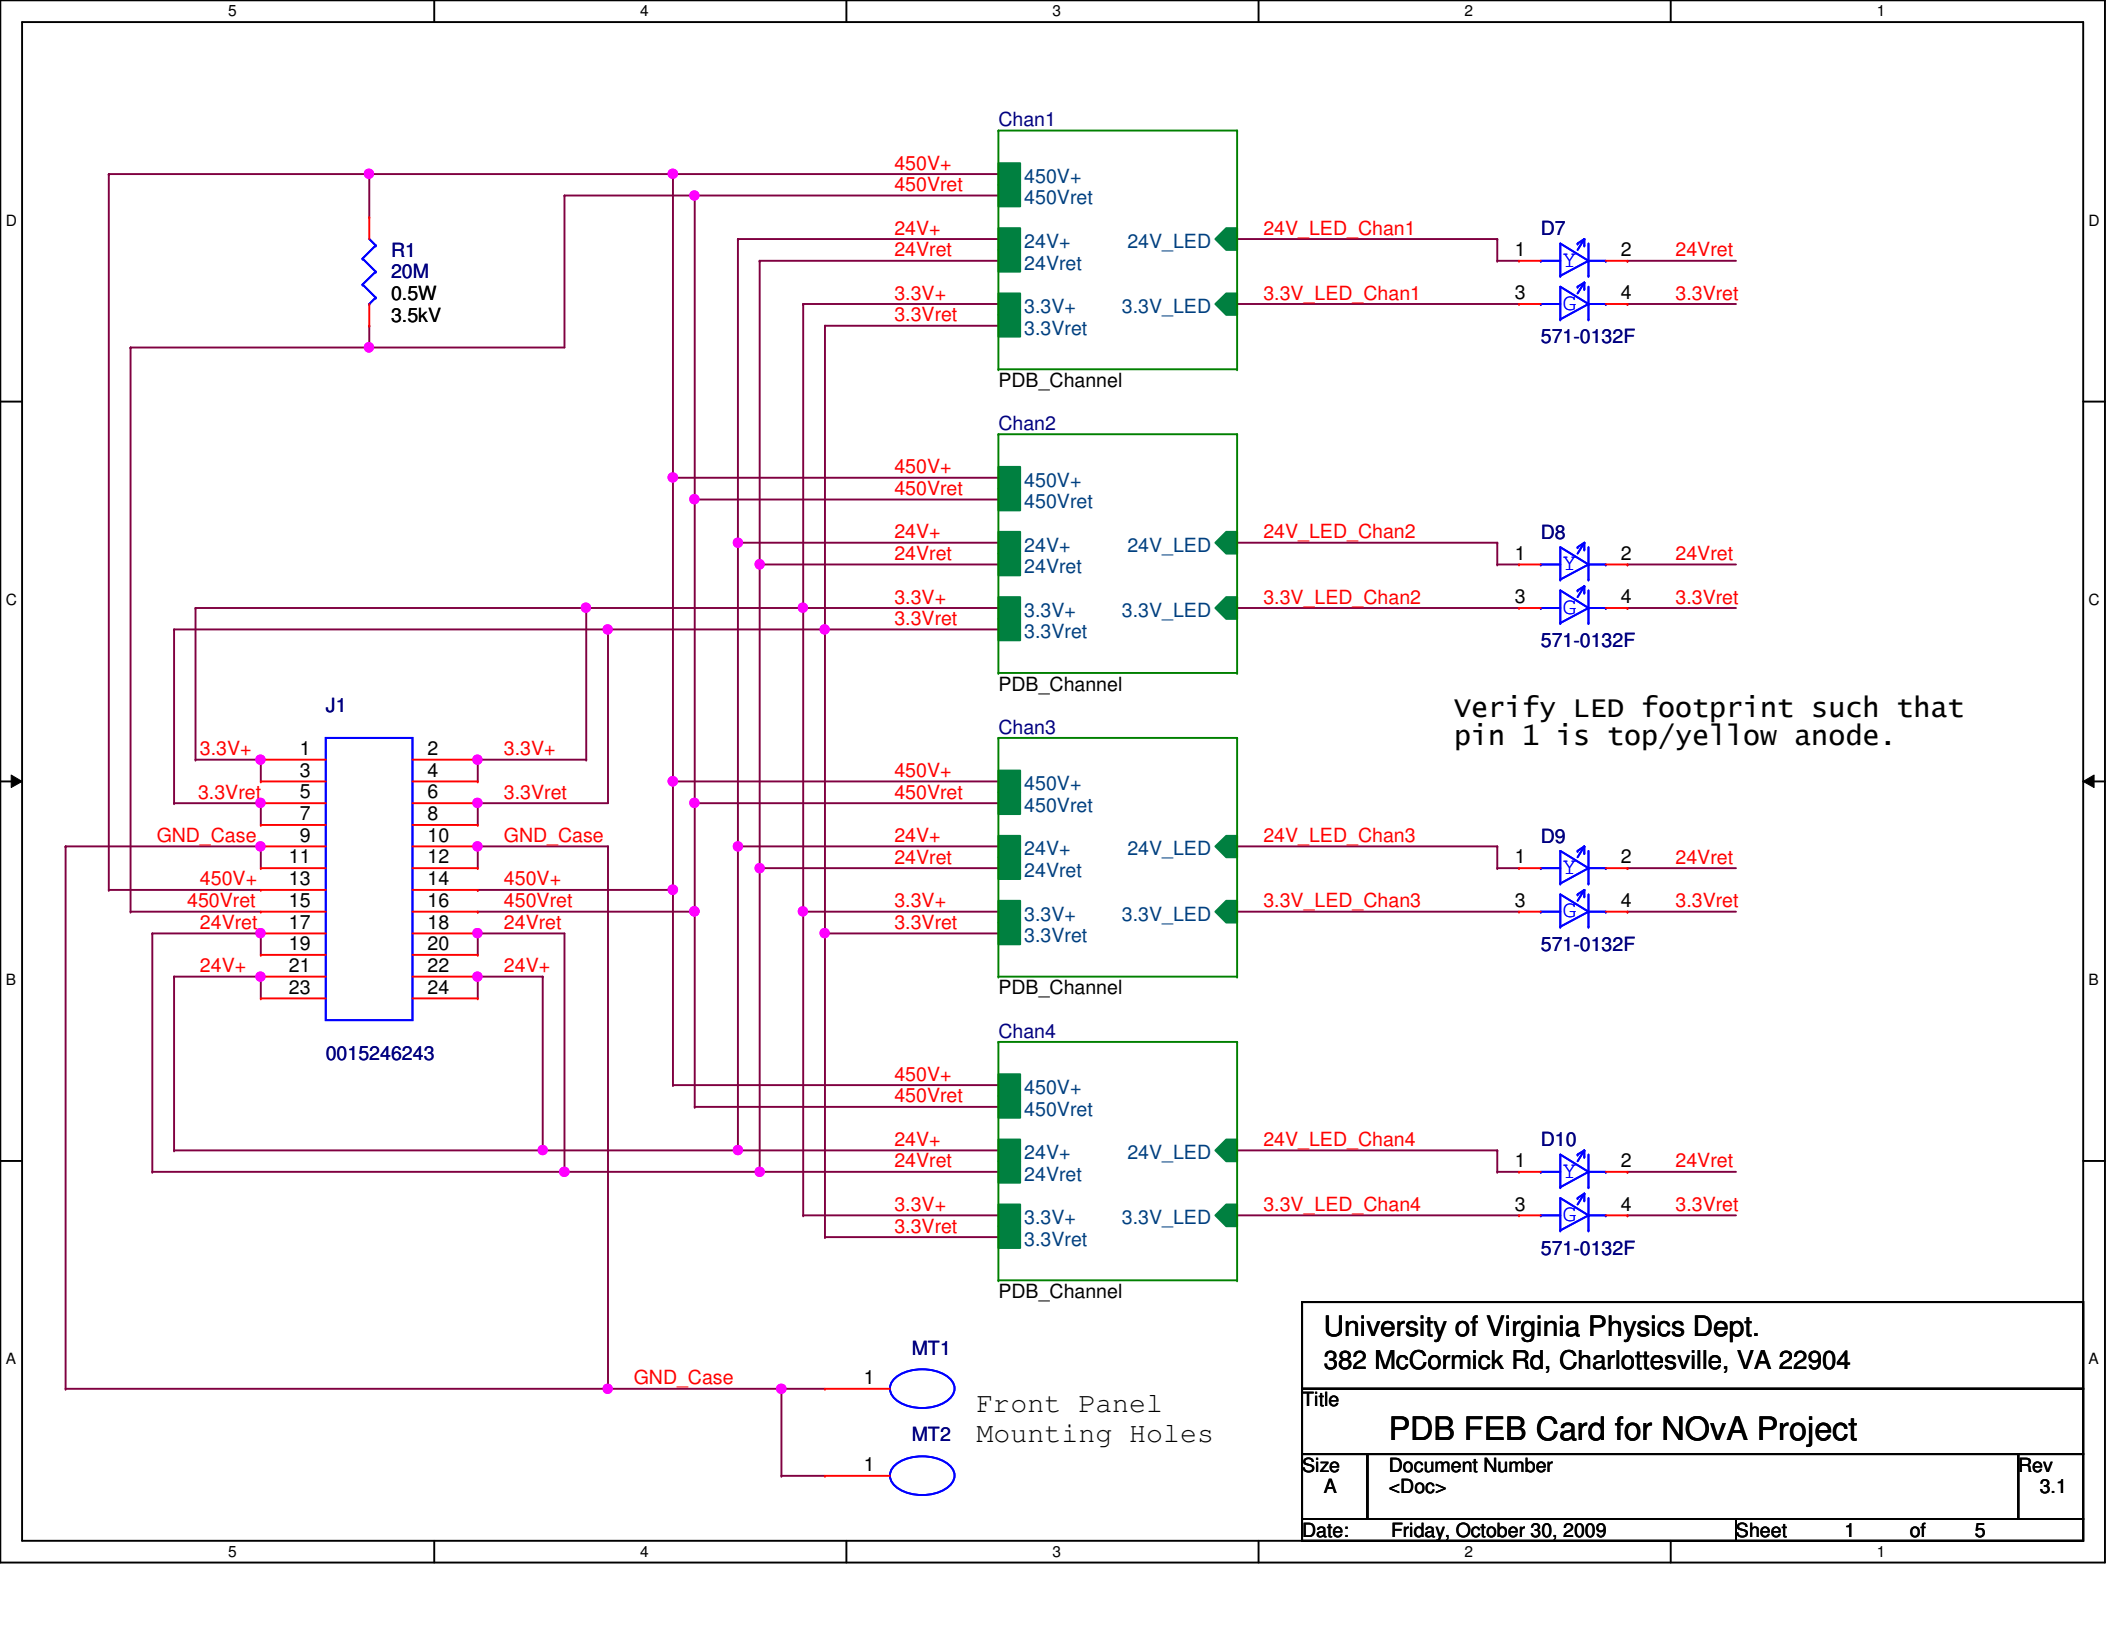 5 4 3 2 1
D
C
B
A
D
C
B
A
Chan1
450V+
450Vret
24V+
24Vret
3.3V+
3.3Vret
450V+
450Vret
24V+
24Vret
3.3V+
3.3Vret
24V_LED
3.3V_LED
PDB_Channel
24V_LED_Chan1
3.3V_LED_Chan1
D7
1 Y 2 24Vret
3 G 4 3.3Vret
571-0132F
R1
20M
0.5W
3.5kV
Chan2
450V+
450Vret
24V+
24Vret
3.3V+
3.3Vret
450V+
450Vret
24V+
24Vret
3.3V+
3.3Vret
24V_LED
3.3V_LED
PDB_Channel
24V_LED_Chan2
3.3V_LED_Chan2
D8
1 Y 2 24Vret
3 G 4 3.3Vret
571-0132F
Verify LED footprint such that
pin 1 is top/yellow anode.
J1
3.3V+ 1 2 3.3V+
3 4
3.3Vret 5 6 3.3Vret
7 8
GND_Case 9 10 GND_Case
11 12
450V+ 13 14 450V+
450Vret 15 16 450Vret
24Vret 17 18 24Vret
19 20
24V+ 21 22 24V+
23 24
0015246243
Chan3
450V+
450Vret
24V+
24Vret
3.3V+
3.3Vret
450V+
450Vret
24V+
24Vret
3.3V+
3.3Vret
24V_LED
3.3V_LED
PDB_Channel
24V_LED_Chan3
3.3V_LED_Chan3
D9
1 Y 2 24Vret
3 G 4 3.3Vret
571-0132F
Chan4
450V+
450Vret
24V+
24Vret
3.3V+
3.3Vret
450V+
450Vret
24V+
24Vret
3.3V+
3.3Vret
24V_LED
3.3V_LED
PDB_Channel
24V_LED_Chan4
3.3V_LED_Chan4
D10
1 Y 2 24Vret
3 G 4 3.3Vret
571-0132F
MT1
GND_Case 1
MT2
1
Front Panel
Mounting Holes
University of Virginia Physics Dept.
382 McCormick Rd, Charlottesville, VA 22904
Title
PDB FEB Card for NOvA Project
Size Document Number Rev
A <Doc> 3.1
Date: Friday, October 30, 2009 Sheet 1 of 5
5 4 3 2 1